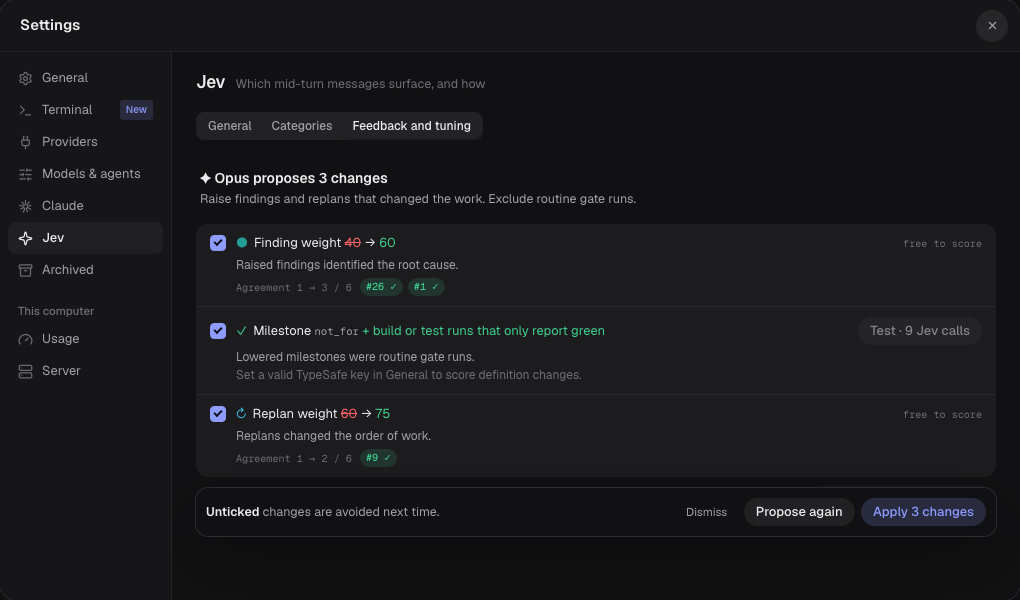 Settings
General
Terminal New
Providers
Models & agents
Claude
Jev
Archived
This computer
Usage
Server
Jev Which mid-turn messages surface, and how
General Categories Feedback and tuning
Opus proposes 3 changes
Raise findings and replans that changed the work. Exclude routine gate runs.
Finding weight 40 → 60 free to score
Raised findings identified the root cause.
Agreement 1 → 3 / 6 #26 ✓ #1 ✓
Milestone not_for + build or test runs that only report green Test · 9 Jev calls
Lowered milestones were routine gate runs.
Set a valid TypeSafe key in General to score definition changes.
Replan weight 60 → 75 free to score
Replans changed the order of work.
Agreement 1 → 2 / 6 #9 ✓
Unticked changes are avoided next time. Dismiss Propose again Apply 3 changes